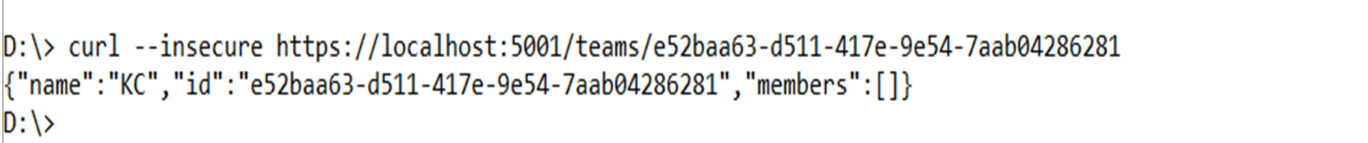 D:\> curl --insecure https://localhost:5001/teams/e52baa63-d511-417e-9e54-7aab04286281
{"name":"KC","id":"e52baa63-d511-417e-9e54-7aab04286281","members":[]}
D:\>